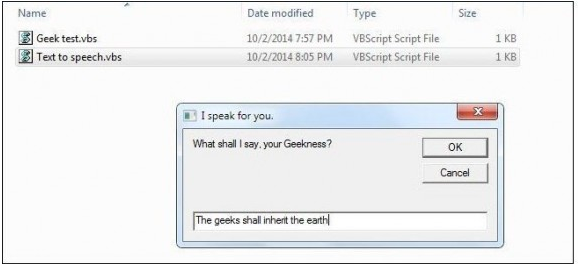 Name Date modified Type Size
Geek test.vbs 10/2/2014 7:57 PM VBScript Script File 1 KB
Text to speech.vbs 10/2/2014 8:05 PM VBScript Script File 1 KB
I speak for you.
What shall I say, your Geekness?
OK
Cancel
The geeks shall inherit the earth